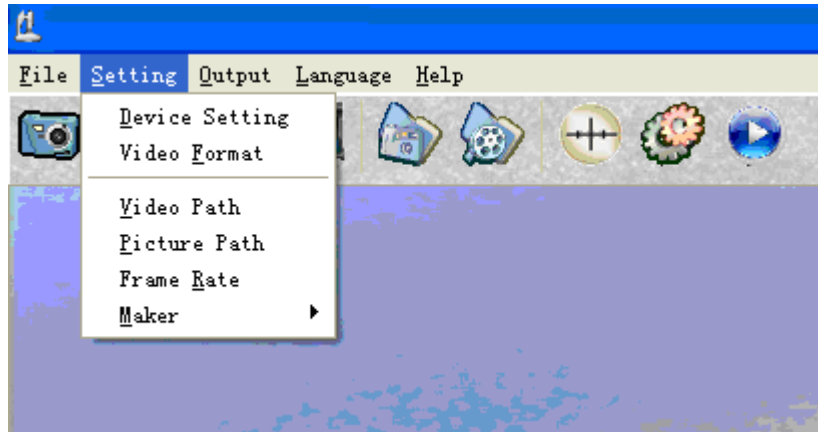 File Setting Output Language Help
Device Setting
Video Format
Video Path
Picture Path
Frame Rate
Maker